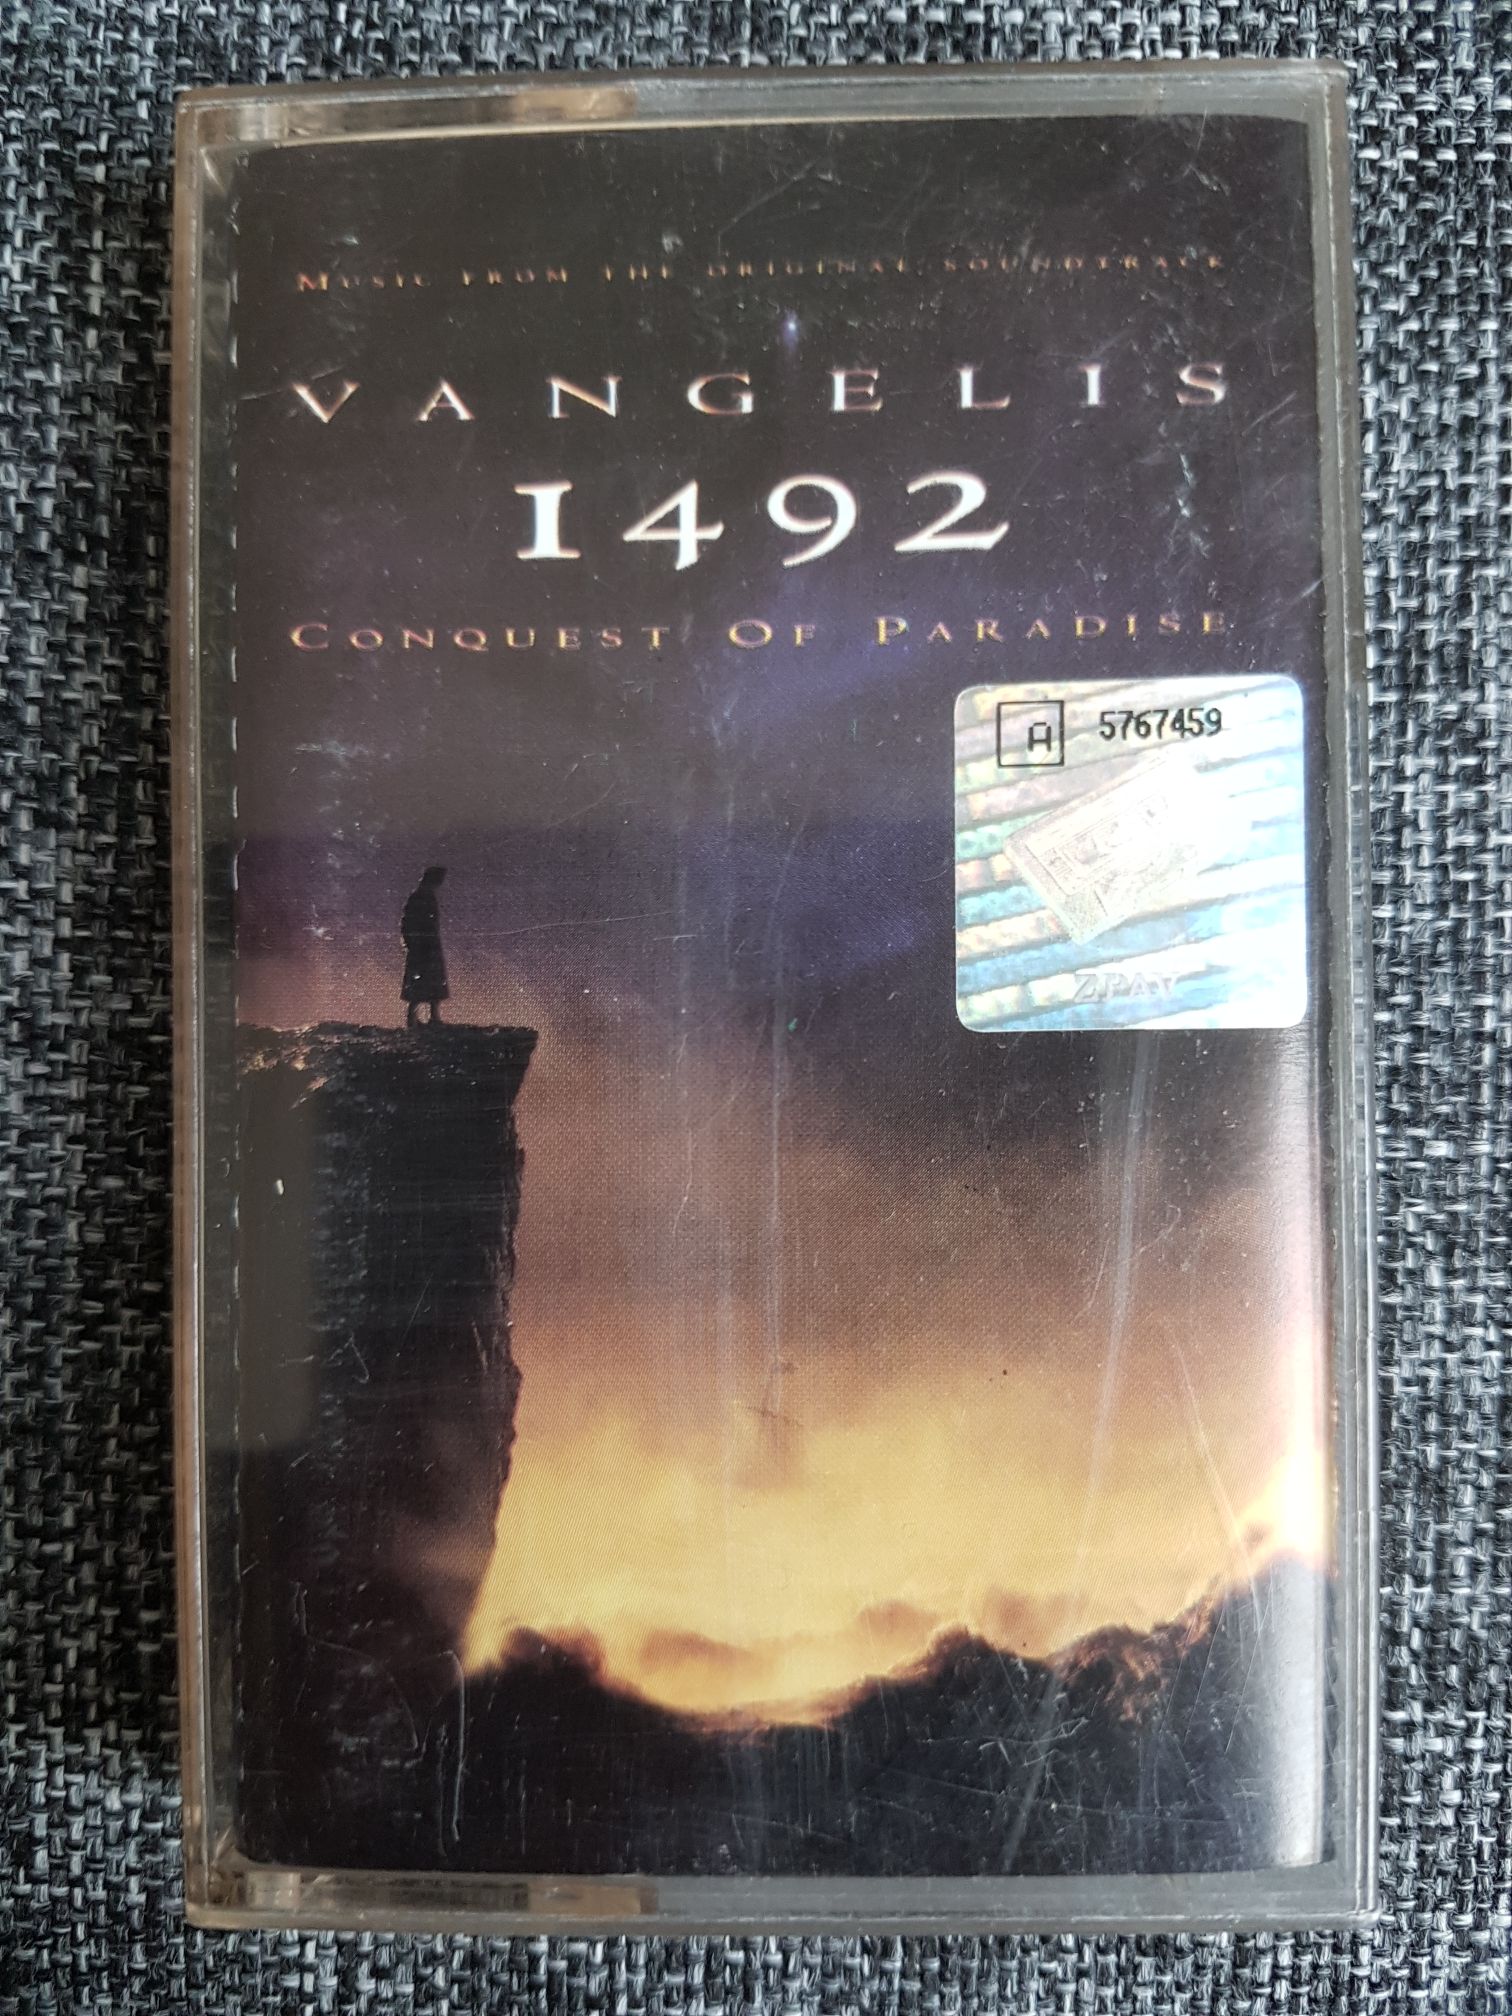 Music from the original soundtrack
VANGELIS
1492
Conquest Of Paradise
A 5767459
ZPAV